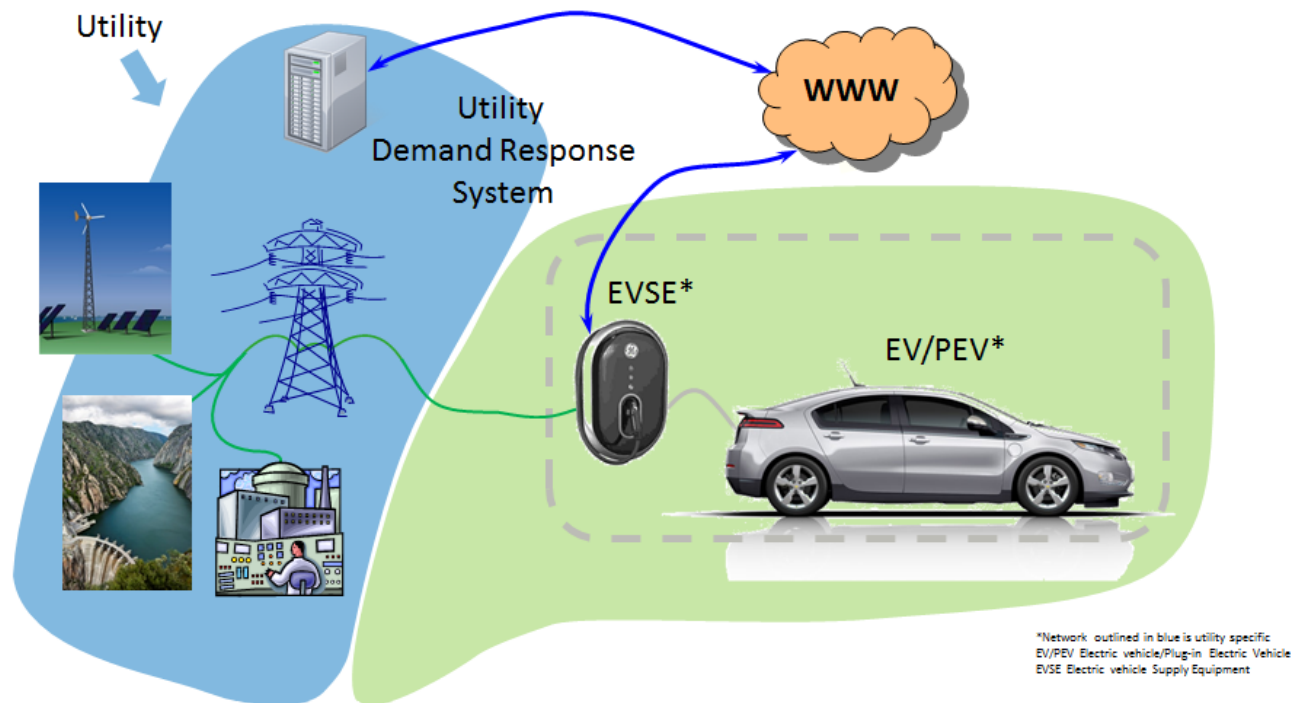 Utility
WWW
Utility
Demand Response
System
EVSE*
EV/PEV*
*Network outlined in blue is utility specific
EV/PEV Electric vehicle/Plug-in Electric Vehicle
EVSE Electric vehicle Supply Equipment